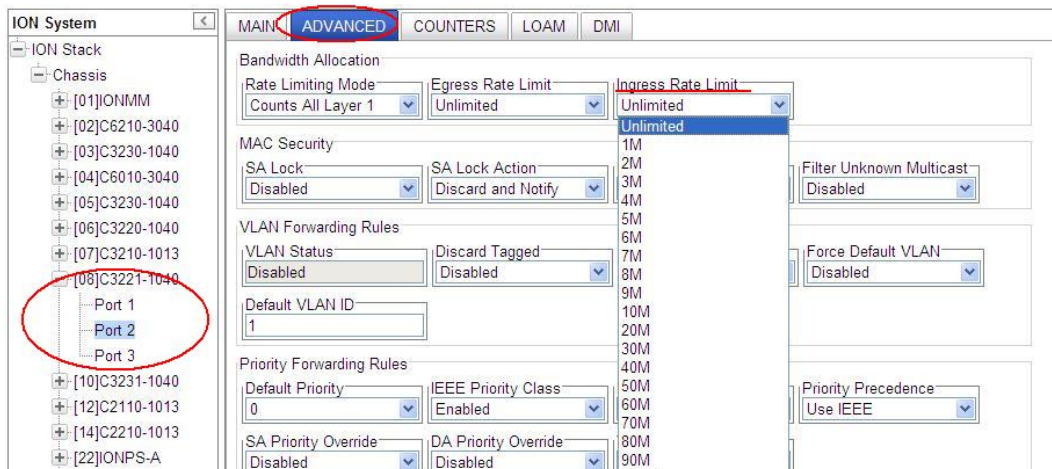 ION System
ION Stack
Chassis
[01]IONMM
[02]C6210-3040
[03]C3230-1040
[04]C6010-3040
[05]C3230-1040
[06]C3220-1040
[07]C3210-1013
[08]C3221-1040
Port 1
Port 2
Port 3
[10]C3231-1040
[12]C2110-1013
[14]C2210-1013
[22]IONPS-A
MAIN ADVANCED COUNTERS LOAM DMI
Bandwidth Allocation
Rate Limiting Mode Egress Rate Limit Ingress Rate Limit
Counts All Layer 1 Unlimited Unlimited
Unlimited
1M
2M
3M
4M
5M
6M
7M
8M
9M
10M
20M
30M
40M
50M
60M
70M
80M
90M
MAC Security
SA Lock SA Lock Action Filter Unknown Multicast
Disabled Discard and Notify Disabled
VLAN Forwarding Rules
VLAN Status Discard Tagged Force Default VLAN
Disabled Disabled Disabled
Default VLAN ID
1
Priority Forwarding Rules
Default Priority IEEE Priority Class Priority Precedence
0 Enabled Use IEEE
SA Priority Override DA Priority Override
Disabled Disabled